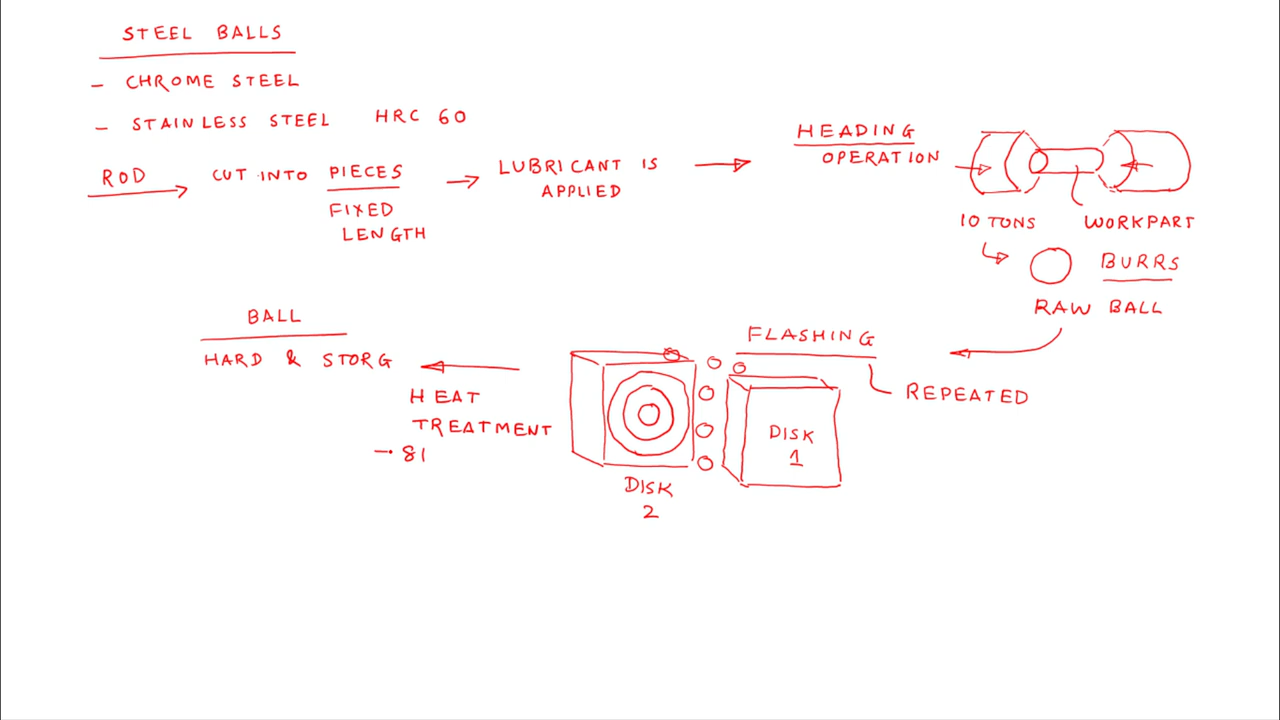 STEEL BALLS
- CHROME STEEL
- STAINLESS STEEL HRC 60
ROD
CUT INTO PIECES
FIXED
LENGTH
LUBRICANT IS
APPLIED
HEADING
OPERATION
10 TONS
WORKPART
BURRS
RAW BALL
FLASHING
REPEATED
DISK
1
DISK
2
HEAT
TREATMENT
- 81
BALL
HARD & STORG